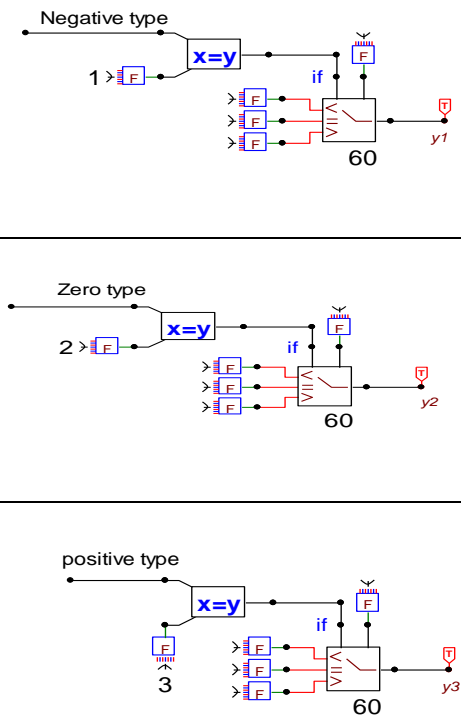 Negative type
x=y
F
1
F
if
F
<
F
=
F
>
T
y1
60
Zero type
x=y
F
2
F
if
F
<
F
=
F
>
T
y2
60
positive type
x=y
F
F
if
3
F
<
F
=
F
>
T
y3
60